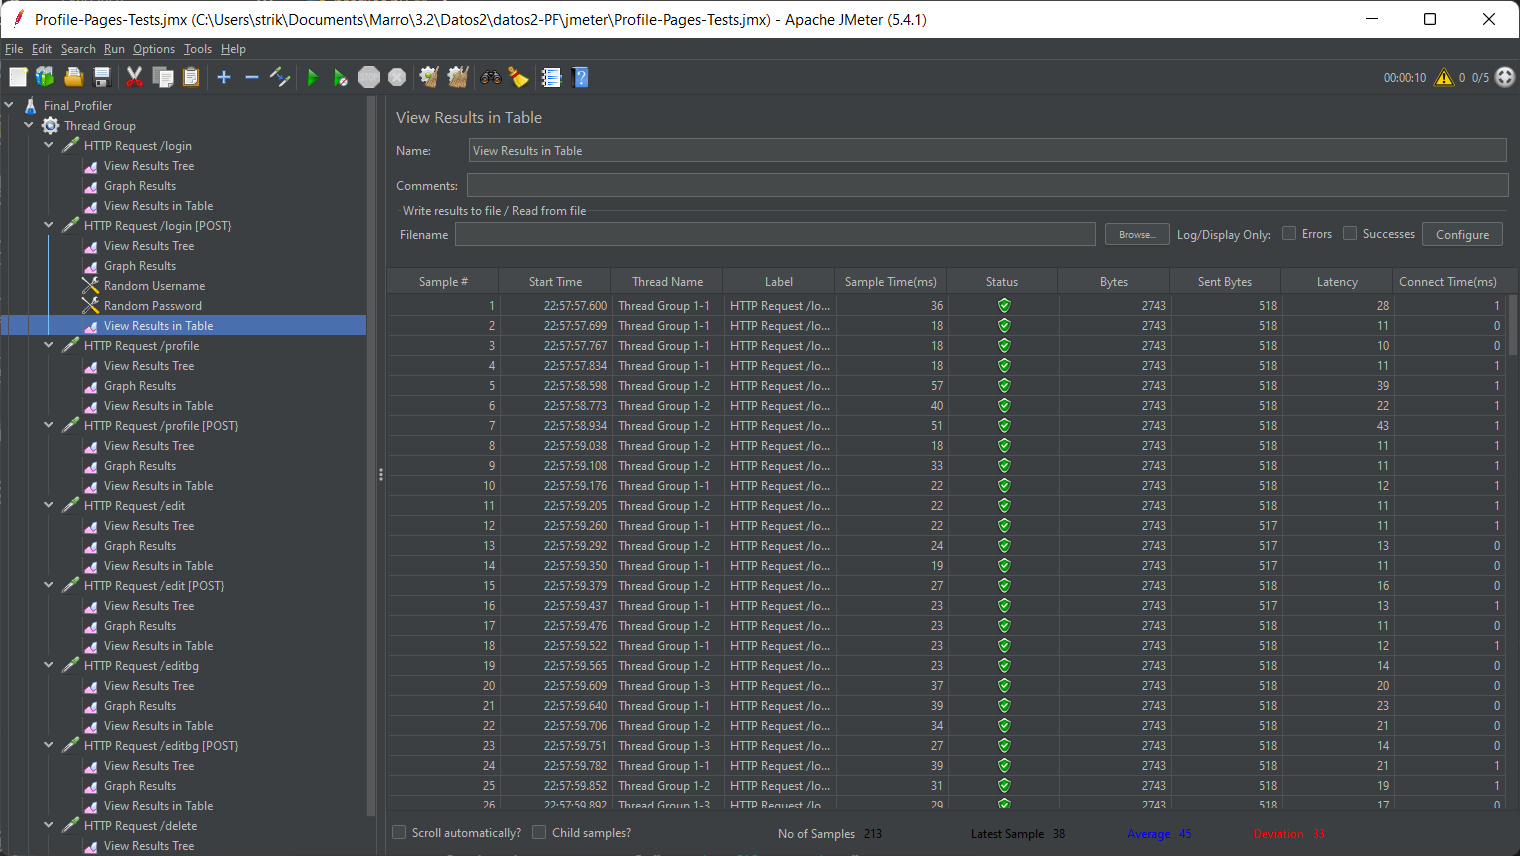 Profile-Pages-Tests.jmx (C:\Users\strik\Documents\Marro\3.2\Datos2\datos2-PF\jmeter\Profile-Pages-Tests.jmx) - Apache JMeter (5.4.1)
File Edit Search Run Options Tools Help
00:00:10 0 0/5
Final_Profiler
Thread Group
HTTP Request /login
View Results Tree
Graph Results
View Results in Table
HTTP Request /login [POST}
View Results Tree
Graph Results
Random Username
Random Password
View Results in Table
HTTP Request /profile
View Results Tree
Graph Results
View Results in Table
HTTP Request /profile [POST}
View Results Tree
Graph Results
View Results in Table
HTTP Request /edit
View Results Tree
Graph Results
View Results in Table
HTTP Request /edit [POST}
View Results Tree
Graph Results
View Results in Table
HTTP Request /editbg
View Results Tree
Graph Results
View Results in Table
HTTP Request /editbg [POST}
View Results Tree
Graph Results
View Results in Table
HTTP Request /delete
View Results Tree
View Results in Table
Name: View Results in Table
Comments:
Write results to file / Read from file
Filename Browse... Log/Display Only: Errors Successes Configure
Sample # Start Time Thread Name Label Sample Time(ms) Status Bytes Sent Bytes Latency Connect Time(ms)
1 22:57:57.600 Thread Group 1-1 HTTP Request /lo... 36 2743 518 28 1
2 22:57:57.699 Thread Group 1-1 HTTP Request /lo... 18 2743 518 11 0
3 22:57:57.767 Thread Group 1-1 HTTP Request /lo... 18 2743 518 10 0
4 22:57:57.834 Thread Group 1-1 HTTP Request /lo... 18 2743 518 11 1
5 22:57:58.598 Thread Group 1-2 HTTP Request /lo... 57 2743 518 39 1
6 22:57:58.773 Thread Group 1-2 HTTP Request /lo... 40 2743 518 22 1
7 22:57:58.934 Thread Group 1-2 HTTP Request /lo... 51 2743 518 43 1
8 22:57:59.038 Thread Group 1-2 HTTP Request /lo... 18 2743 518 11 1
9 22:57:59.108 Thread Group 1-2 HTTP Request /lo... 33 2743 518 11 1
10 22:57:59.176 Thread Group 1-1 HTTP Request /lo... 22 2743 518 12 1
11 22:57:59.205 Thread Group 1-2 HTTP Request /lo... 22 2743 518 11 1
12 22:57:59.260 Thread Group 1-1 HTTP Request /lo... 22 2743 517 11 1
13 22:57:59.292 Thread Group 1-2 HTTP Request /lo... 24 2743 517 13 0
14 22:57:59.350 Thread Group 1-1 HTTP Request /lo... 19 2743 517 11 0
15 22:57:59.379 Thread Group 1-2 HTTP Request /lo... 27 2743 518 16 0
16 22:57:59.437 Thread Group 1-1 HTTP Request /lo... 23 2743 517 13 1
17 22:57:59.476 Thread Group 1-2 HTTP Request /lo... 23 2743 518 11 0
18 22:57:59.522 Thread Group 1-1 HTTP Request /lo... 23 2743 518 12 1
19 22:57:59.565 Thread Group 1-2 HTTP Request /lo... 23 2743 518 14 0
20 22:57:59.609 Thread Group 1-3 HTTP Request /lo... 37 2743 518 20 0
21 22:57:59.640 Thread Group 1-1 HTTP Request /lo... 39 2743 518 23 0
22 22:57:59.706 Thread Group 1-2 HTTP Request /lo... 34 2743 518 21 0
23 22:57:59.751 Thread Group 1-3 HTTP Request /lo... 27 2743 518 14 0
24 22:57:59.782 Thread Group 1-1 HTTP Request /lo... 39 2743 518 21 1
25 22:57:59.852 Thread Group 1-2 HTTP Request /lo... 31 2743 518 19 1
26 22:57:59.892 Thread Group 1-3 HTTP Request /lo... 29 2743 518 17 0
Scroll automatically? Child samples? No of Samples 213 Latest Sample 38 Average 45 Deviation 33